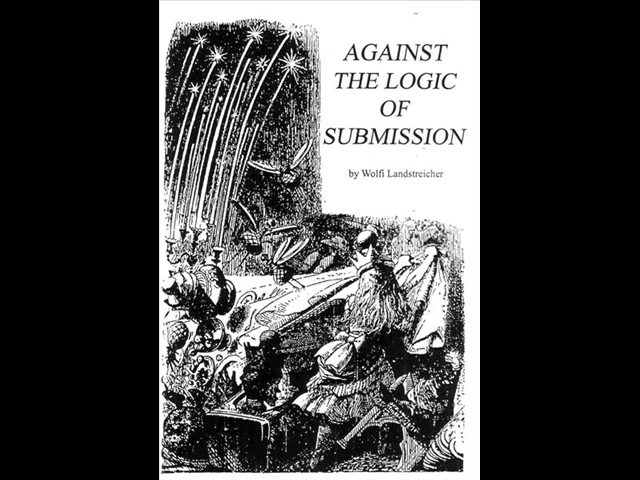 AGAINST
THE LOGIC
OF
SUBMISSION
by Wolfi Landstreicher